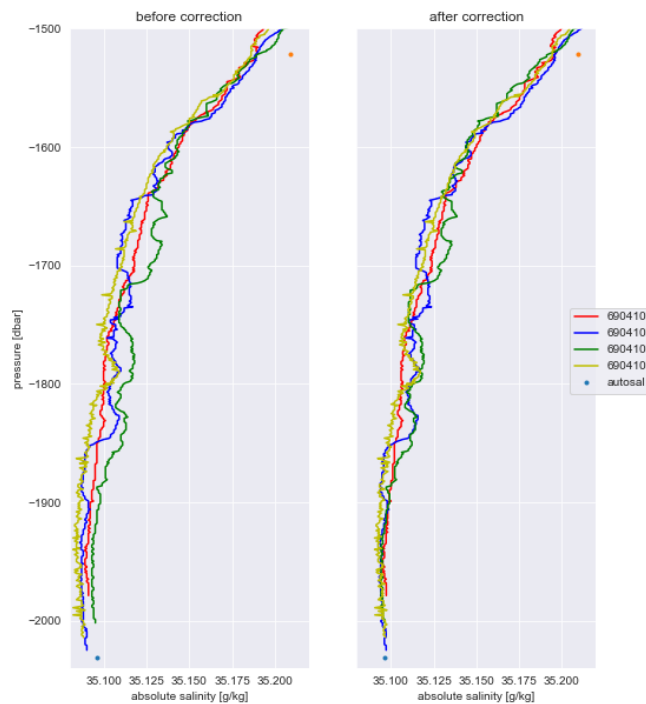 before correction
after correction
pressure [dbar]
−1500
−1600
−1700
−1800
−1900
−2000
35.100 35.125 35.150 35.175 35.200
absolute salinity [g/kg]
35.100 35.125 35.150 35.175 35.200
absolute salinity [g/kg]
690410
690410
690410
690410
autosal